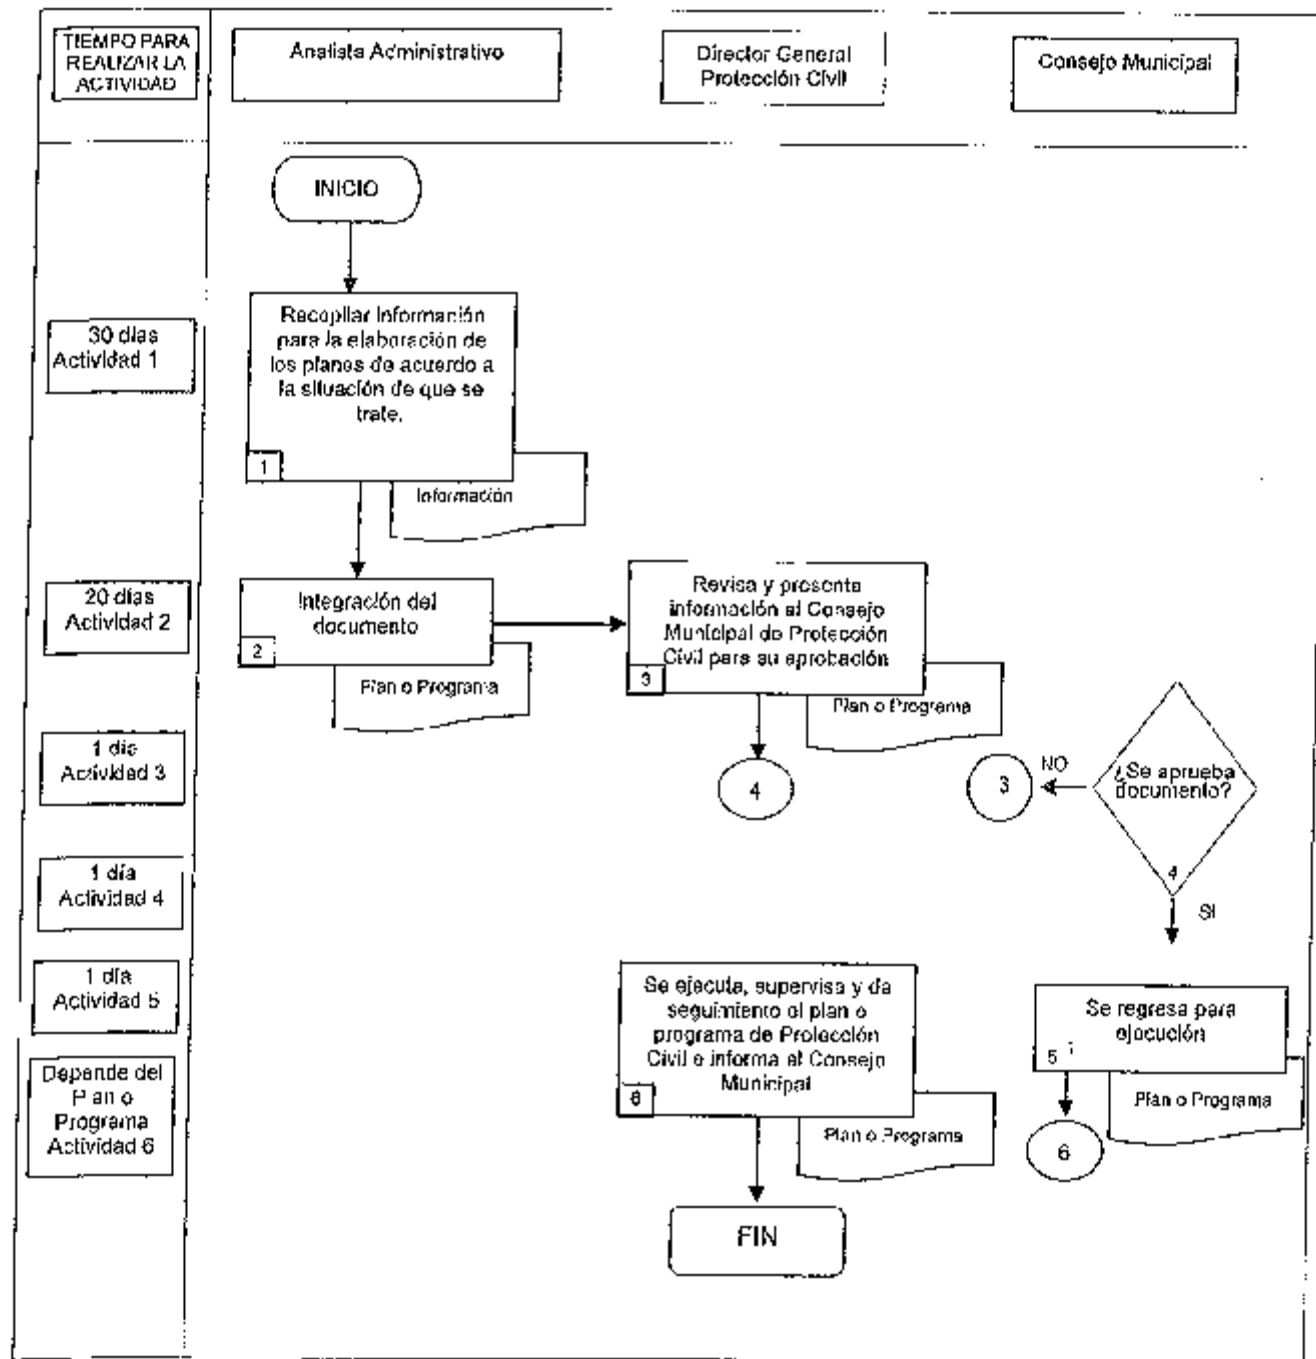 TIEMPO PARA
REALIZAR LA
ACTIVIDAD
Analista Administrativo
Director General
Protección Civil
Consejo Municipal
INICIO
30 días
Actividad 1
Recopilar Información
para la elaboración de
los planes de acuerdo a
la situación de que se
trate.
1
Información
20 días
Actividad 2
Integración del
documento
2
Plan o Programa
Revisa y presenta
información al Consejo
Municipal de Protección
Civil para su aprobación
3
Plan o Programa
4
1 día
Actividad 3
3
NO
¿Se aprueba
documento?
4
SI
1 día
Actividad 4
1 día
Actividad 5
Se ejecuta, supervisa y da
seguimiento al plan o
programa de Protección
Civil e informa al Consejo
Municipal
6
Plan o Programa
Se regresa para
ejecución
5
Plan o Programa
6
Depende del
Plan o
Programa
Actividad 6
FIN